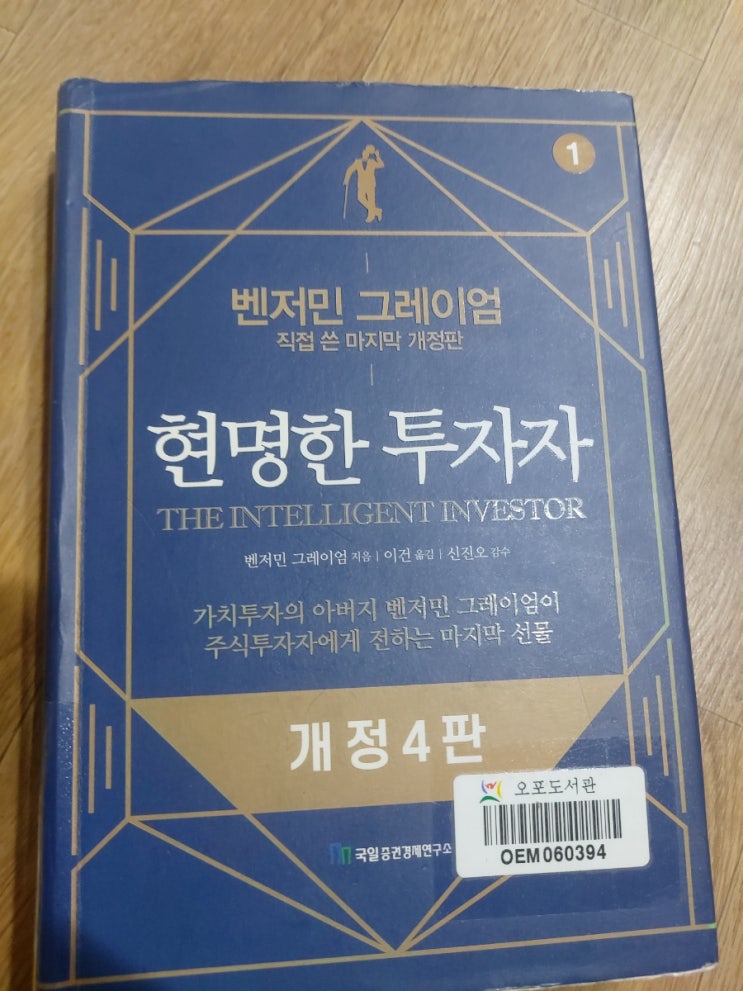 1
벤저민 그레이엄
직접 쓴 마지막 개정판
현명한 투자자
THE INTELLIGENT INVESTOR
벤저민 그레이엄 지음 | 이건 옮김 | 신진오 감수
가치투자의 아버지 벤저민 그레이엄이
주식투자자에게 전하는 마지막 선물
개정4판
오포도서관
OEM060394
국일증권경제연구소